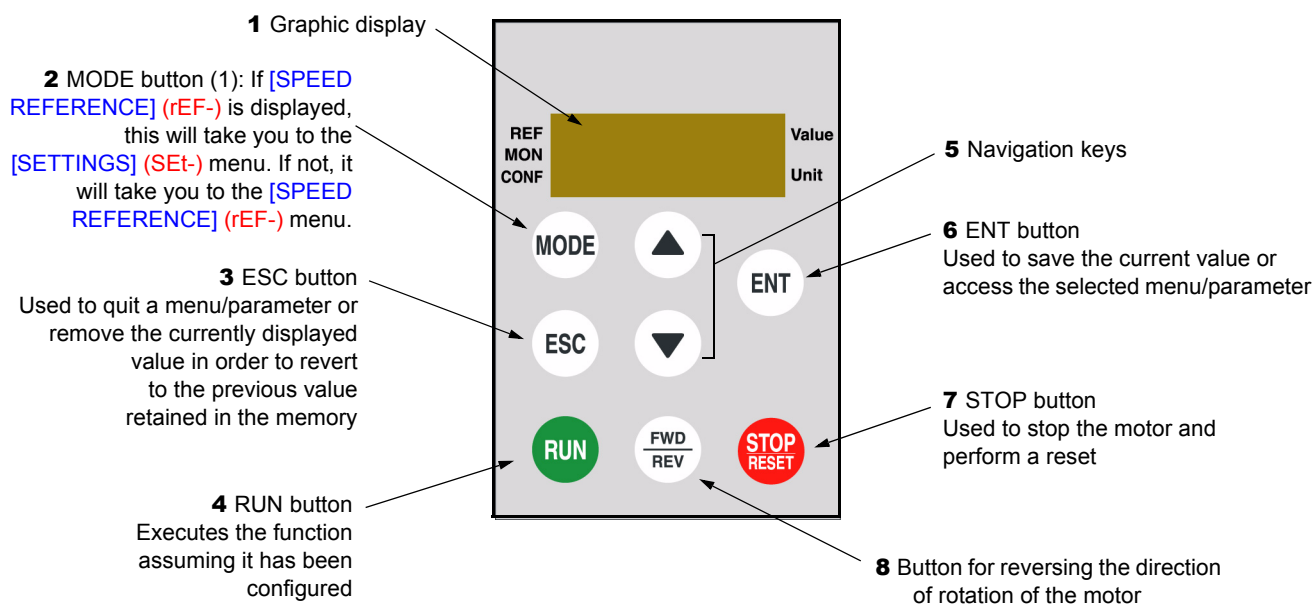 1 Graphic display
2 MODE button (1): If [SPEED
REFERENCE] (rEF-) is displayed,
this will take you to the
[SETTINGS] (SEt-) menu. If not, it
will take you to the [SPEED
REFERENCE] (rEF-) menu.
3 ESC button
Used to quit a menu/parameter or
remove the currently displayed
value in order to revert
to the previous value
retained in the memory
4 RUN button
Executes the function
assuming it has been
configured
REF
MON
CONF
Value
Unit
MODE
ENT
ESC
RUN
FWD
REV
STOP
RESET
5 Navigation keys
6 ENT button
Used to save the current value or
access the selected menu/parameter
7 STOP button
Used to stop the motor and
perform a reset
8 Button for reversing the direction
of rotation of the motor